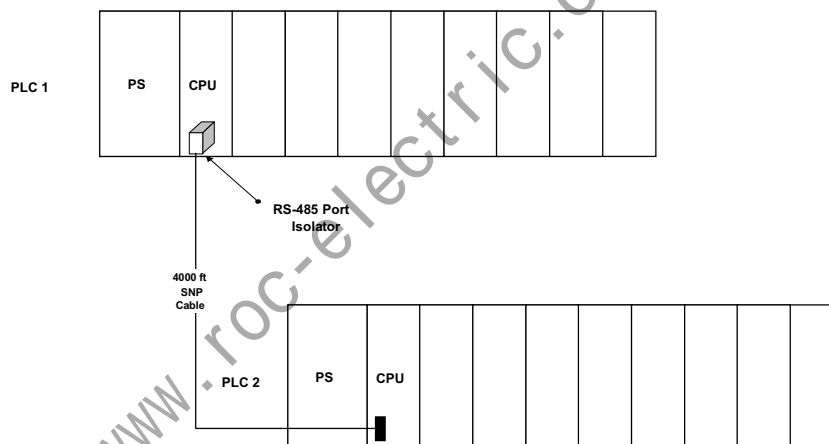 PLC 1
PS
CPU
RS-485 Port
Isolator
4000 ft
SNP
Cable
PLC 2
PS
CPU
www.roc-electric.c